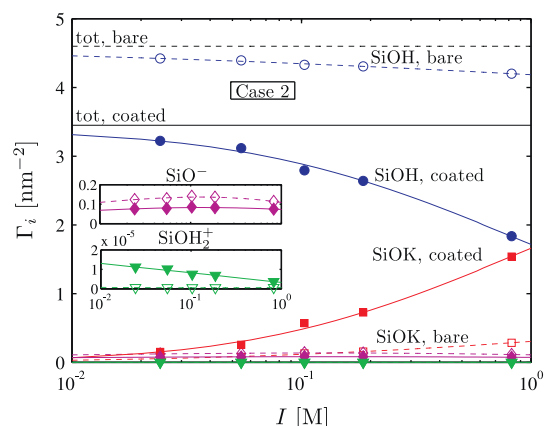 tot, bare
SiOH, bare
Case 2
tot, coated
SiOH, coated
SiO⁻
0.2
0.1
0
SiOH₂⁺
x 10⁻⁵
2
1
0
10⁻² 10⁻¹ 10⁰
SiOK, coated
SiOK, bare
5
4
3
2
1
0
Γᵢ [nm⁻²]
10⁻² 10⁻¹ 10⁰
I [M]